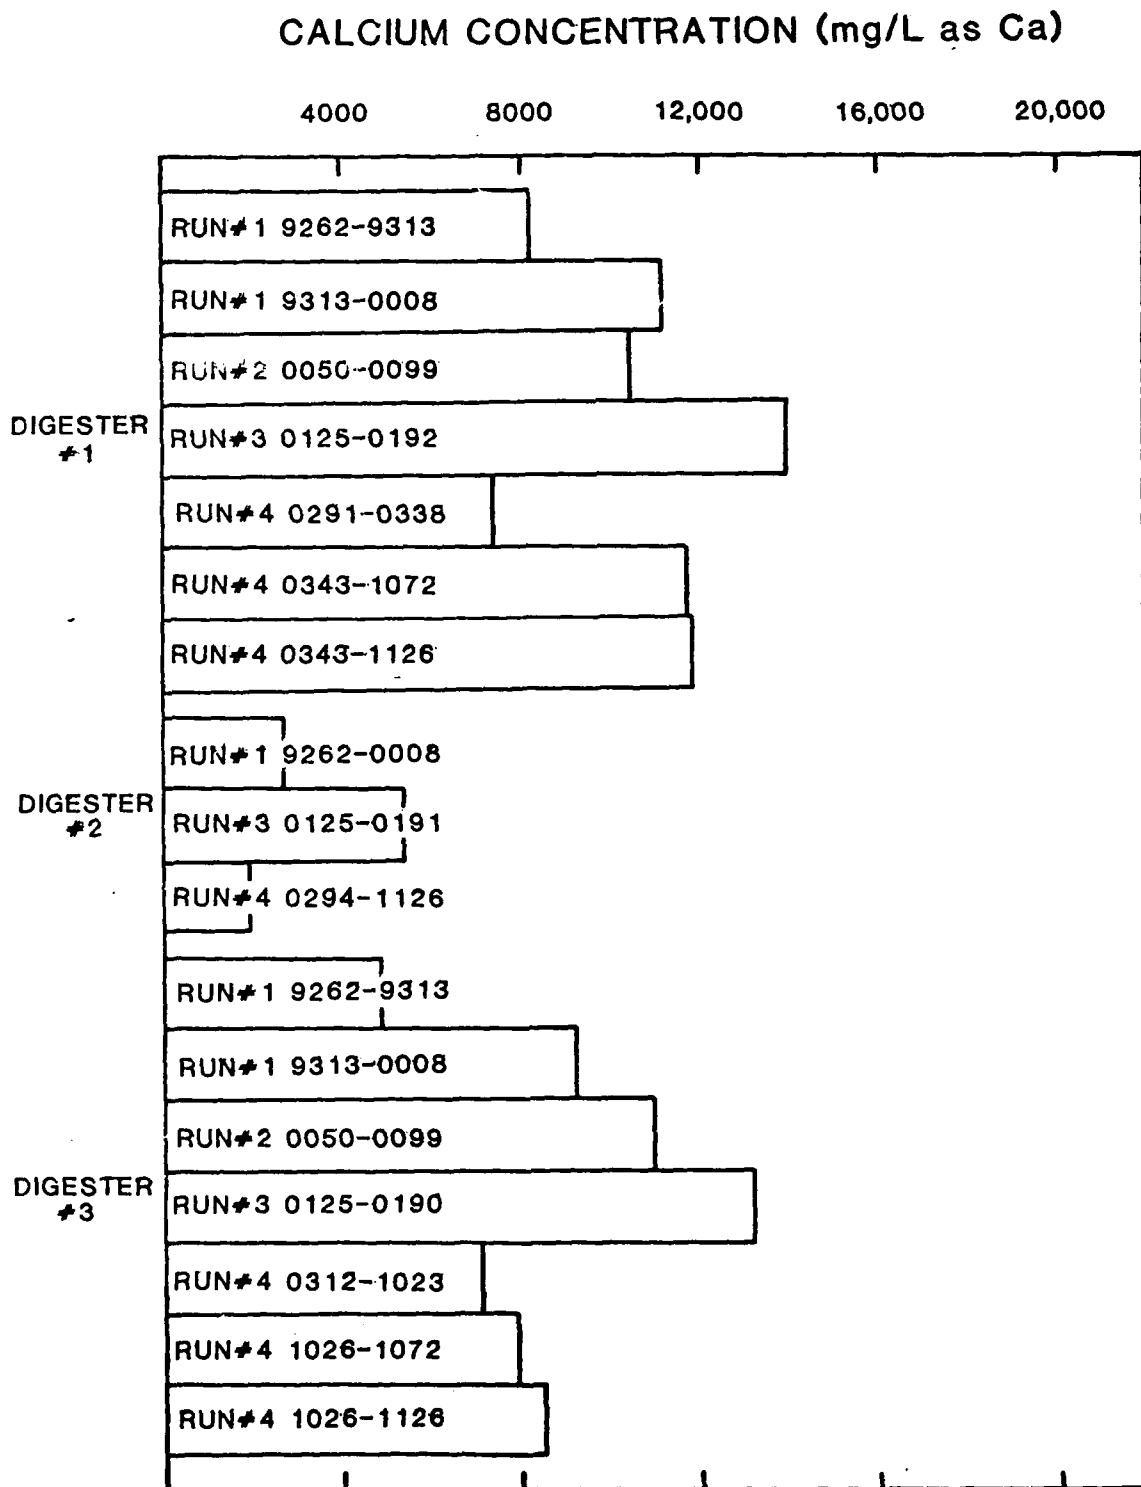 CALCIUM CONCENTRATION (mg/L as Ca)
4000 8000 12,000 16,000 20,000
RUN#1 9262-9313
RUN#1 9313-0008
RUN#2 0050-0099
DIGESTER
#1
RUN#3 0125-0192
RUN#4 0291-0338
RUN#4 0343-1072
RUN#4 0343-1126
RUN#1 9262-0008
DIGESTER
#2
RUN#3 0125-0191
RUN#4 0294-1126
RUN#1 9262-9313
RUN#1 9313-0008
RUN#2 0050-0099
DIGESTER
#3
RUN#3 0125-0190
RUN#4 0312-1023
RUN#4 1026-1072
RUN#4 1026-1126